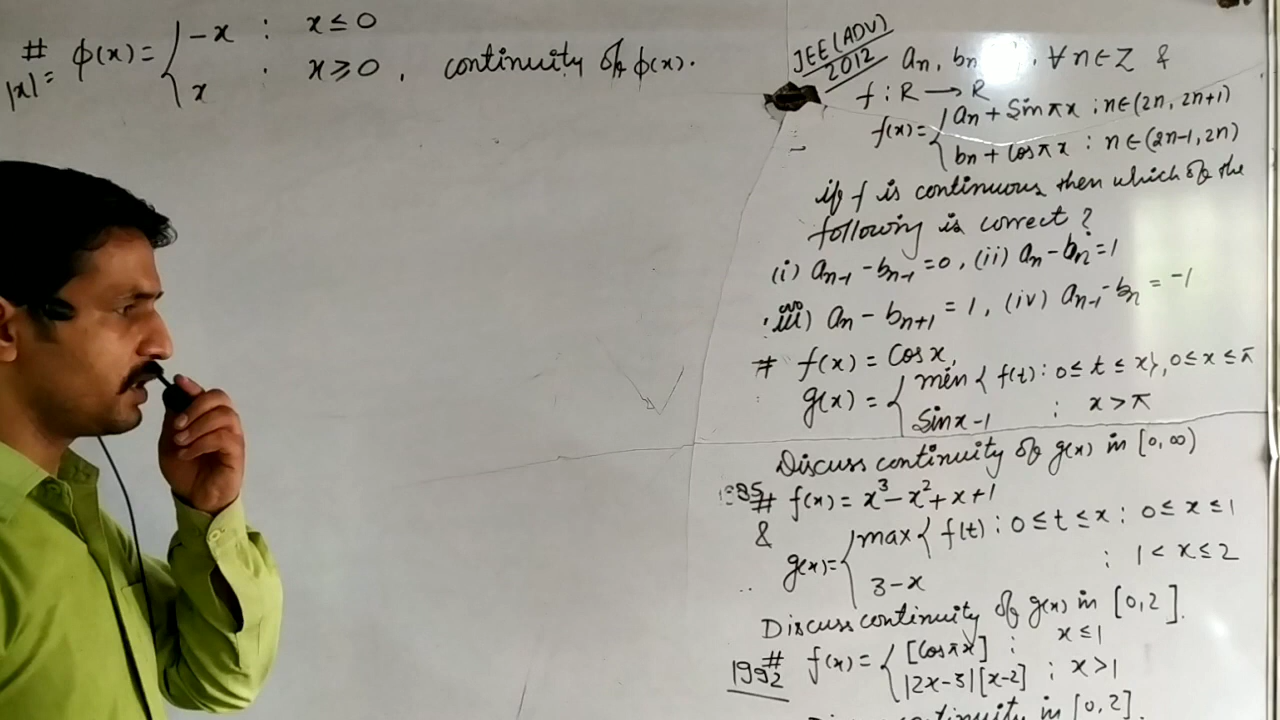 # |x| = φ(x) = { -x : x ≤ 0
x : x ≥ 0 , continuity of φ(x).
JEE (ADV) 2012
an, bn , ∀ n ∈ Z &
f : R → R
f(x) = { an + Sin πx ; n∈(2n, 2n+1)
bn + Cos πx : n ∈ (2n-1, 2n)
if f is continuous then which of the
following is correct ?
(i) an-1 - bn-1 = 0, (ii) an - bn = 1
iii) an - bn+1 = 1, (iv) an-1 - bn = -1
# f(x) = Cos x,
g(x) = { min { f(t) : 0 ≤ t ≤ x}, 0 ≤ x ≤ π
Sin x - 1 : x > π
Discuss continuity of g(x) in [0, ∞)
1985 # f(x) = x³ - x² + x + 1
&
g(x) = { max { f(t) : 0 ≤ t ≤ x : 0 ≤ x ≤ 1
3 - x : 1 < x ≤ 2
Discuss continuity of g(x) in [0, 2].
1992 # f(x) = { [Cos πx] : x ≤ 1
|2x-3|[x-2] ; x > 1
continuity in [0, 2].